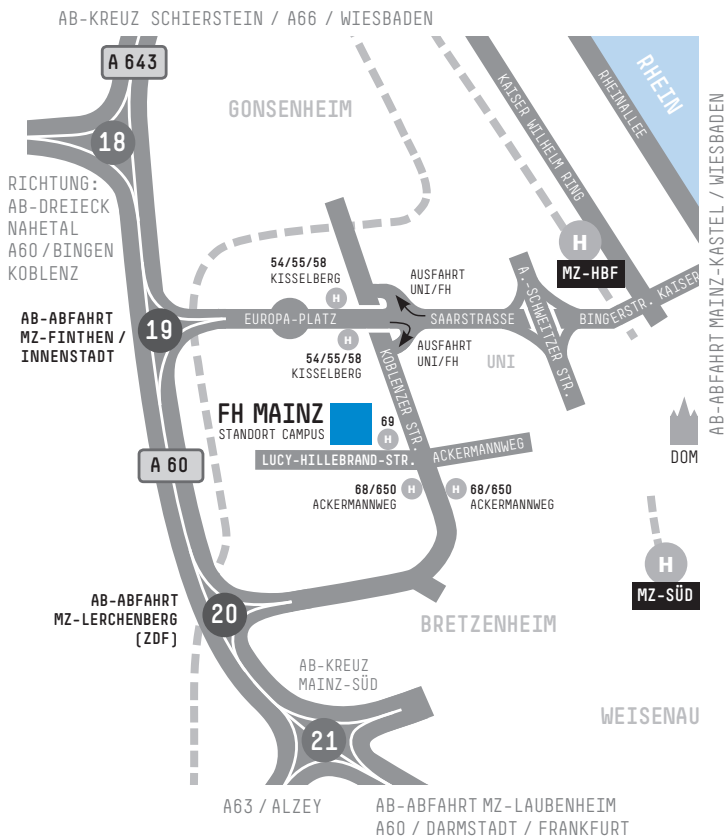 AB-KREUZ SCHIERSTEIN / A66 / WIESBADEN
A 643
18
GONSENHEIM
RHEIN
RHEINALLEE
KAISER WILHELM RING
RICHTUNG:
AB-DREIECK
NAHETAL
A60/BINGEN
KOBLENZ
AB-ABFAHRT MAINZ-KASTEL / WIESBADEN
H
MZ-HBF
54/55/58
KISSELBERG
H
AUSFAHRT
UNI/FH
AB-ABFAHRT
MZ-FINTHEN/
INNENSTADT
19
EUROPA-PLATZ
SAARSTRASSE
A.-SCHWEITZER STR.
BINGERSTR. KAISER
H
54/55/58
KISSELBERG
AUSFAHRT
UNI/FH
UNI
KOBLENZER STR.
FH MAINZ
STANDORT CAMPUS
69
H
LUCY-HILLEBRAND-STR.
ACKERMANNWEG
DOM
A 60
68/650
ACKERMANNWEG
H
H
68/650
ACKERMANNWEG
H
MZ-SÜD
AB-ABFAHRT
MZ-LERCHENBERG
(ZDF)
20
BRETZENHEIM
AB-KREUZ
MAINZ-SÜD
WEISENAU
21
A63 / ALZEY
AB-ABFAHRT MZ-LAUBENHEIM
A60 / DARMSTADT / FRANKFURT